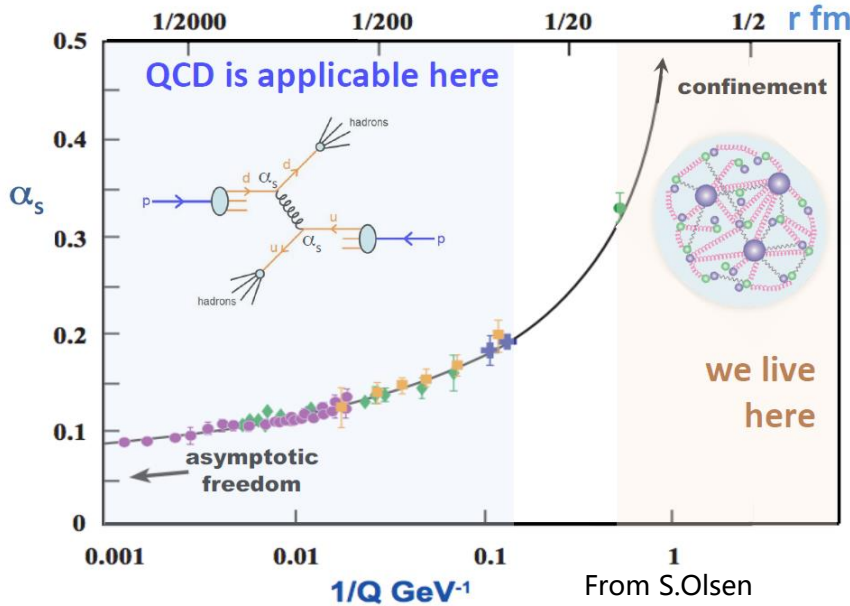 1/2000 1/200 1/20 1/2 r fm
0.5
QCD is applicable here
confinement
hadrons
0.4
αs
d
αs
d
p
0.3
αs
u
u
p
hadrons
0.2
we live
here
0.1
asymptotic
freedom
0
0.001 0.01 0.1 1
1/Q GeV⁻¹
From S.Olsen